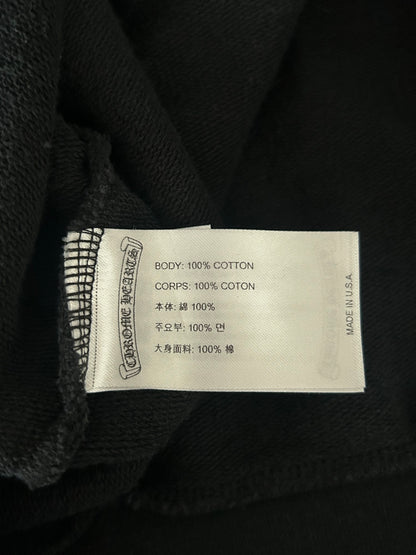 CHROME HEARTS
BODY: 100% COTTON
CORPS: 100% COTON
本体: 綿 100%
주요부: 100% 면
大身面料: 100% 棉
MADE IN U.S.A.